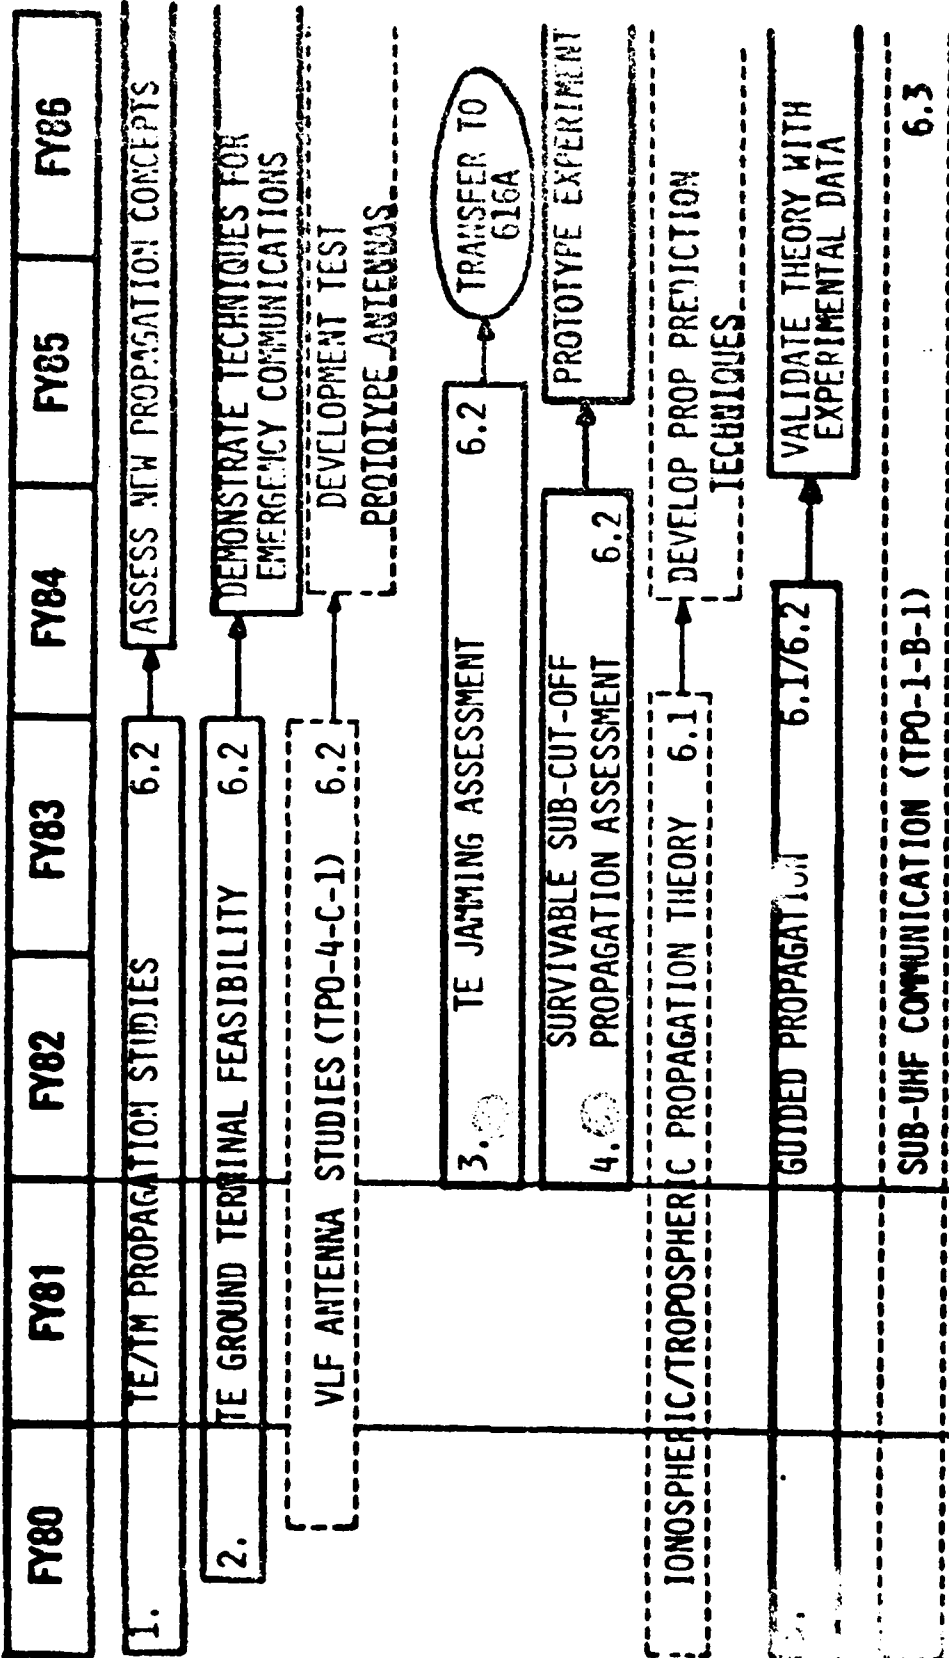 FY80 FY81 FY82 FY83 FY84 FY85 FY86
1. TE/TM PROPAGATION STUDIES 6.2
ASSESS NEW PROPAGATION CONCEPTS
2. TE GROUND TERMINAL FEASIBILITY 6.2
DEMONSTRATE TECHNIQUES FOR
EMERGENCY COMMUNICATIONS
VLF ANTENNA STUDIES (TPO-4-C-1) 6.2
DEVELOPMENT TEST
PROTOTYPE ANTENNAS
3. TE JAMMING ASSESSMENT 6.2
TRANSFER TO
616A
4. SURVIVABLE SUB-CUT-OFF
PROPAGATION ASSESSMENT 6.2
PROTOTYPE EXPERIMENT
IONOSPHERIC/TROPOSPHERIC PROPAGATION THEORY 6.1
DEVELOP PROP PREDICTION
TECHNIQUES
GUIDED PROPAGATION 6.1/6.2
VALIDATE THEORY WITH
EXPERIMENTAL DATA
SUB-UHF COMMUNICATION (TPO-1-B-1) 6.3